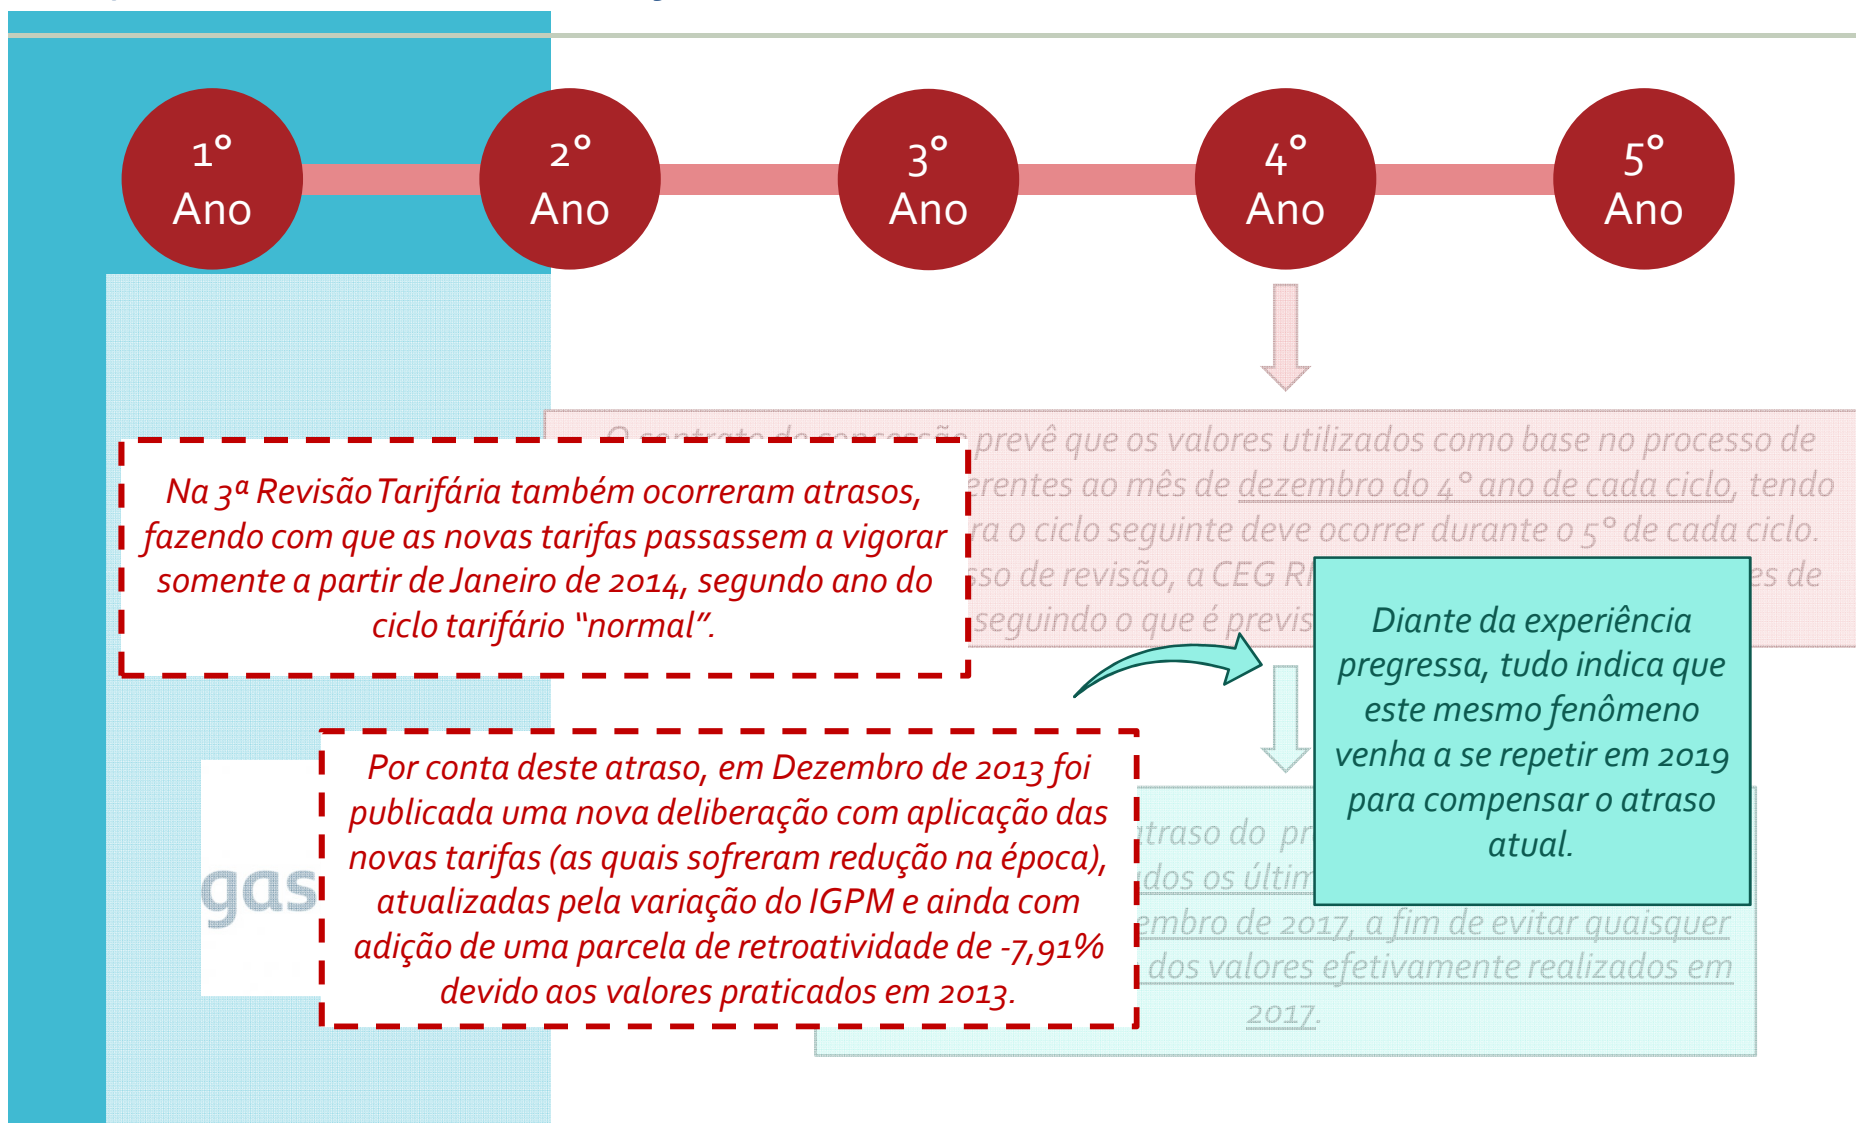 1°
Ano
2°
Ano
3°
Ano
4°
Ano
5°
Ano
O contrato de concessão prevê que os valores utilizados como base no processo de
ao mês de dezembro do 4° ano de cada ciclo, tendo
o ciclo seguinte deve ocorrer durante o 5° de cada ciclo.
de revisão, a CEG de
seguindo o que é
Na 3ª Revisão Tarifária também ocorreram atrasos,
fazendo com que as novas tarifas passassem a vigorar
somente a partir de Janeiro de 2014, segundo ano do
ciclo tarifário “normal”.
Diante da experiência
pregressa, tudo indica que
este mesmo fenômeno
venha a se repetir em 2019
para compensar o atraso
atual.
Por conta deste atraso, em Dezembro de 2013 foi
publicada uma nova deliberação com aplicação das
novas tarifas (as quais sofreram redução na época),
atualizadas pela variação do IGPM e ainda com
adição de uma parcela de retroatividade de -7,91%
devido aos valores praticados em 2013.
gas
atraso do
os
de 2017, a fim de evitar quaisquer
dos valores efetivamente realizados em
2017.